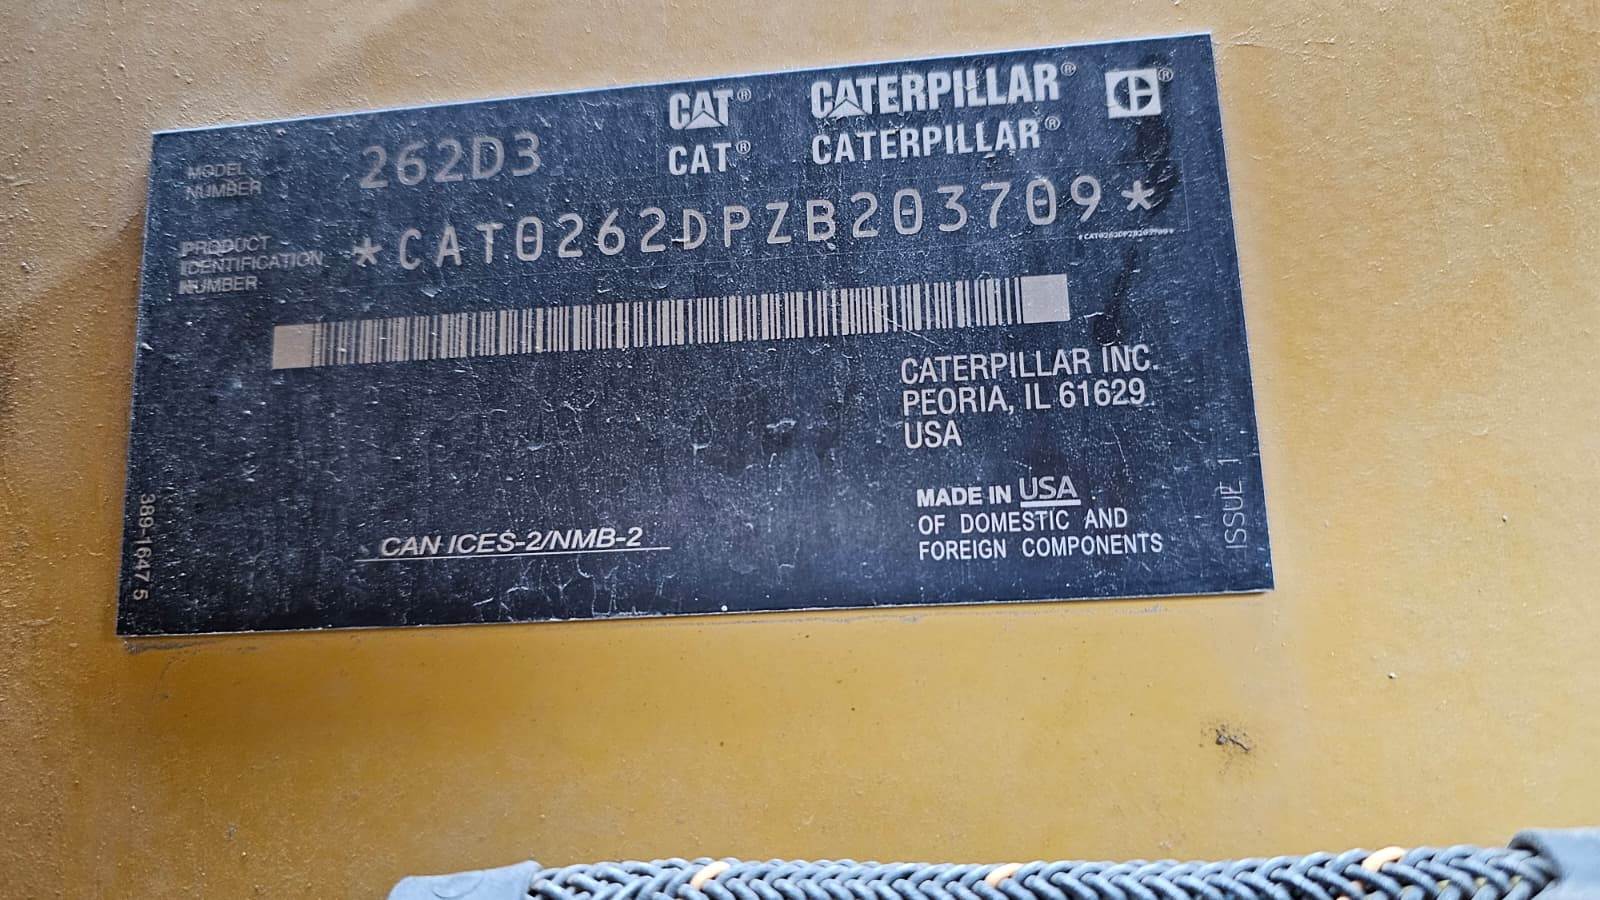 CAT® CATERPILLAR® ®
CAT® CATERPILLAR®
MODEL
NUMBER
262D3
PRODUCT
IDENTIFICATION
NUMBER
*CAT0262DPZB203709*
*CAT0262DPZB203709*
CATERPILLAR INC.
PEORIA, IL 61629
USA
MADE IN USA
OF DOMESTIC AND
FOREIGN COMPONENTS
CAN ICES-2/NMB-2
389-1647 5
ISSUE 1